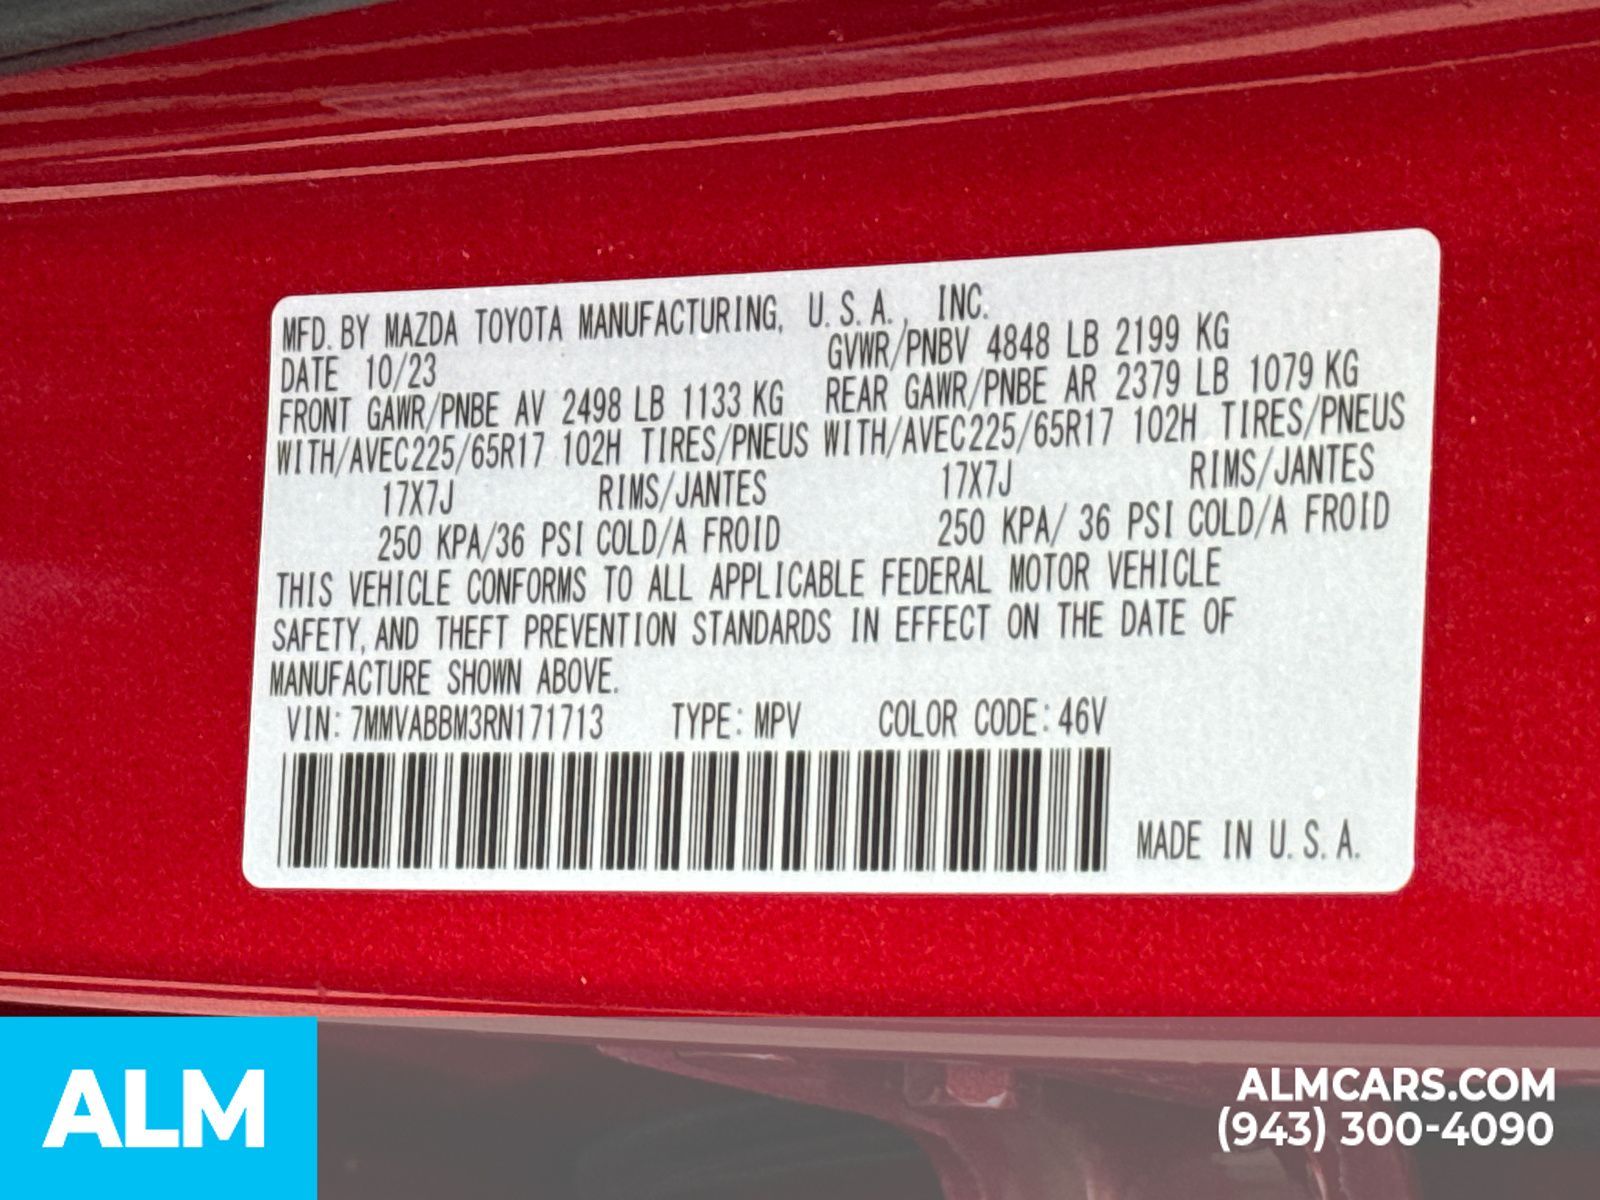 MFD. BY MAZDA TOYOTA MANUFACTURING, U.S.A., INC.
DATE 10/23 GVWR/PNBV 4848 LB 2199 KG
FRONT GAWR/PNBE AV 2498 LB 1133 KG REAR GAWR/PNBE AR 2379 LB 1079 KG
WITH/AVEC225/65R17 102H TIRES/PNEUS WITH/AVEC225/65R17 102H TIRES/PNEUS
17X7J RIMS/JANTES 17X7J RIMS/JANTES
250 KPA/36 PSI COLD/A FROID 250 KPA/ 36 PSI COLD/A FROID
THIS VEHICLE CONFORMS TO ALL APPLICABLE FEDERAL MOTOR VEHICLE
SAFETY, AND THEFT PREVENTION STANDARDS IN EFFECT ON THE DATE OF
MANUFACTURE SHOWN ABOVE.
VIN: 7MMVABBM3RN171713 TYPE: MPV COLOR CODE: 46V
MADE IN U.S.A.
ALM
ALMCARS.COM
(943) 300-4090